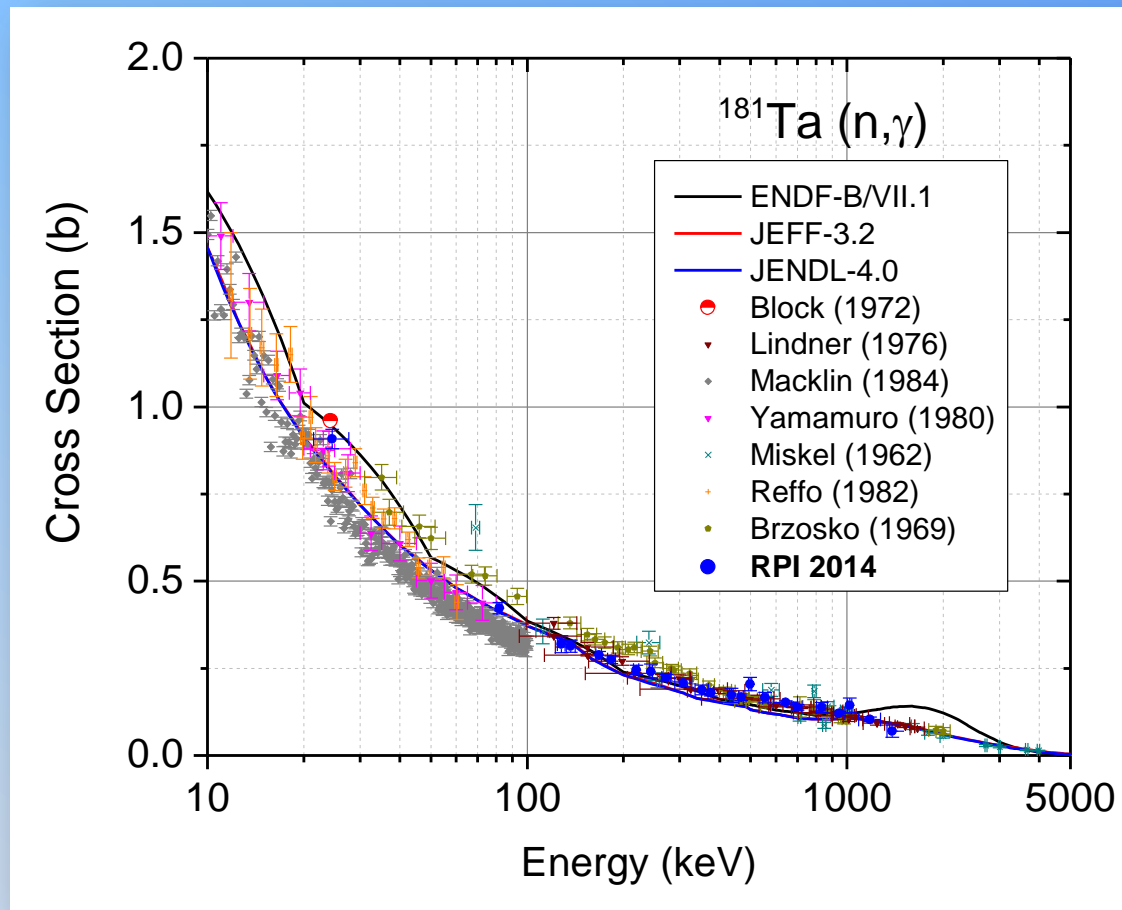 2.0
1.5
1.0
0.5
0.0
Cross Section (b)
¹⁸¹Ta (n,γ)
ENDF-B/VII.1
JEFF-3.2
JENDL-4.0
Block (1972)
Lindner (1976)
Macklin (1984)
Yamamuro (1980)
Miskel (1962)
Reffo (1982)
Brzosko (1969)
RPI 2014
10 100 1000 5000
Energy (keV)